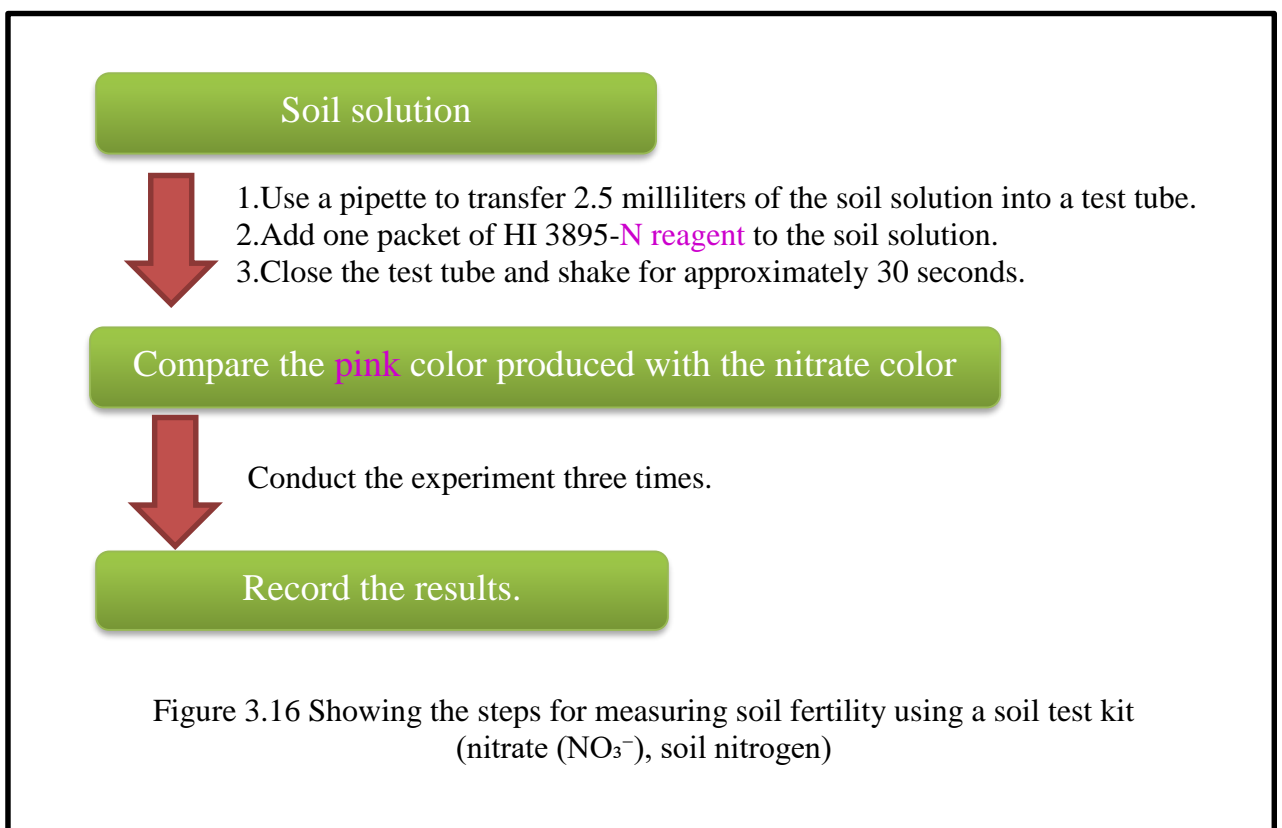 Soil solution
1.Use a pipette to transfer 2.5 milliliters of the soil solution into a test tube.
2.Add one packet of HI 3895-N reagent to the soil solution.
3.Close the test tube and shake for approximately 30 seconds.
Compare the pink color produced with the nitrate color
Conduct the experiment three times.
Record the results.
Figure 3.16 Showing the steps for measuring soil fertility using a soil test kit
(nitrate (NO₃⁻), soil nitrogen)